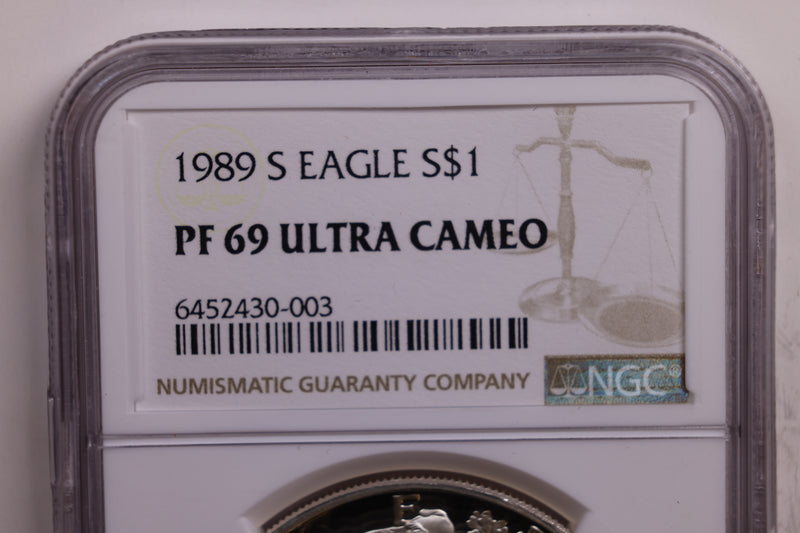 1989 S EAGLE S$1
PF 69 ULTRA CAMEO
6452430-003
NUMISMATIC GUARANTY COMPANY
NGC®
E